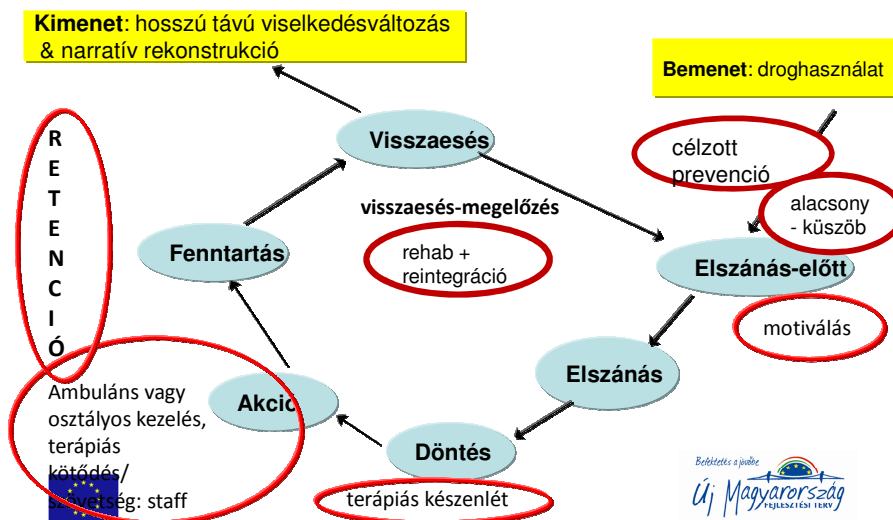 Kimenet: hosszú távú viselkedésváltozás
& narratív rekonstrukció
Bemenet: droghasználat
R
E
T
E
N
C
I
Ó
Visszaesés
célzott
prevenció
alacsony
- küszöb
visszaesés-megelőzés
rehab +
reintegráció
Fenntartás
Elszánás-előtt
motiválás
Elszánás
Akció
Ambuláns vagy
osztályos kezelés,
terápiás
kötődés/
szövetség: staff
Döntés
terápiás készenlét
Befektetés a jövőbe
Új Magyarország
FEJLESZTÉSI TERV